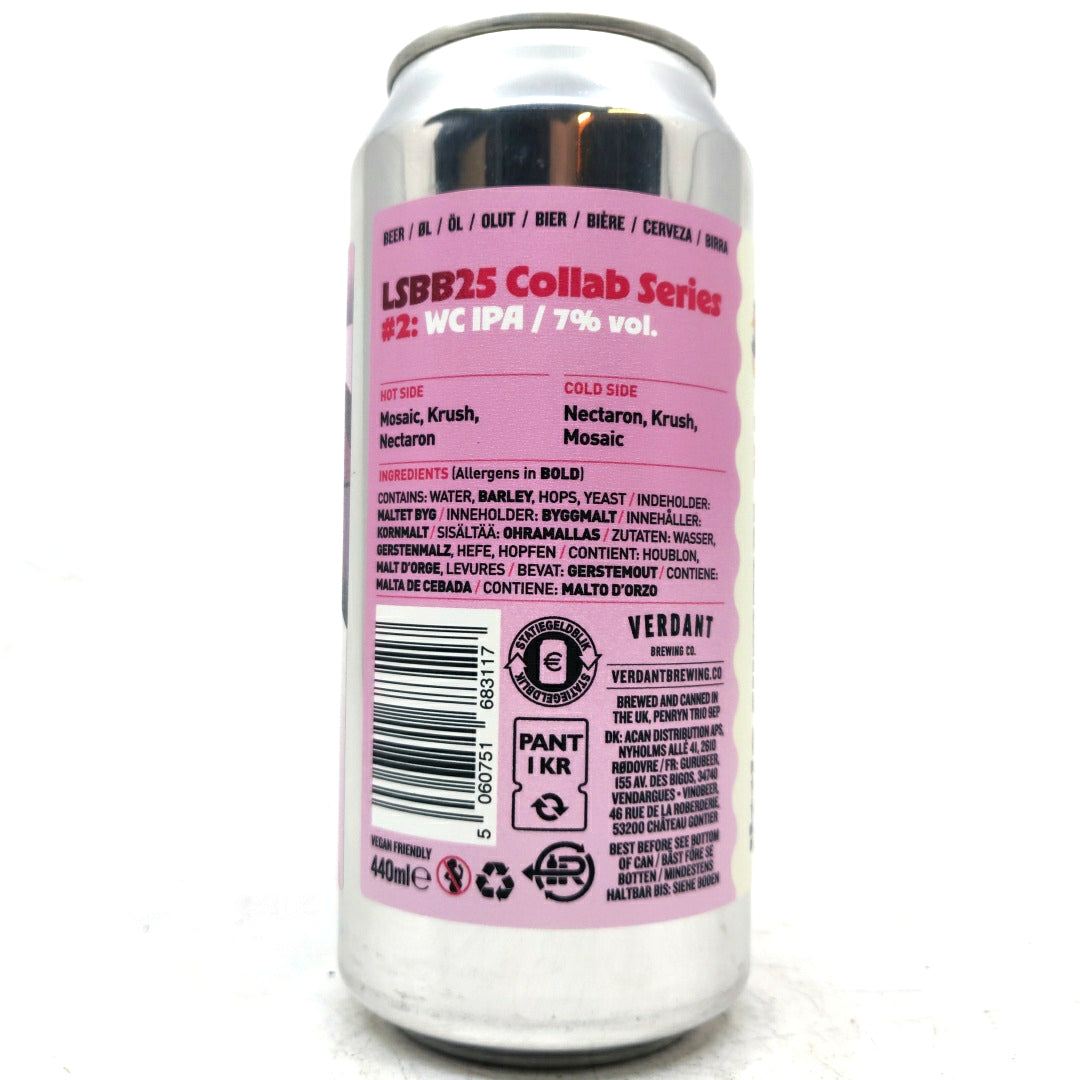 BEER / ØL / ÖL / OLUT / BIER / BIÈRE / CERVEZA / BIRRA
LSBB25 Collab Series
#2: WC IPA / 7% vol.
HOT SIDE
Mosaic, Krush,
Nectaron
COLD SIDE
Nectaron, Krush,
Mosaic
INGREDIENTS (Allergens in BOLD)
CONTAINS: WATER, BARLEY, HOPS, YEAST / INDEHOLDER:
MALTET BYG / INNEHOLDER: BYGGMALT / INNEHÅLLER:
KORNMALT / SISÄLTÄÄ: OHRAMALLAS / ZUTATEN: WASSER,
GERSTENMALZ, HEFE, HOPFEN / CONTIENT: HOUBLON,
MALT D'ORGE, LEVURES / BEVAT: GERSTEMOUT / CONTIENE:
MALTA DE CEBADA / CONTIENE: MALTO D'ORZO
5 060751 683117
STATIEGELDBLIK
€
STATIEGELDBLIK
PANT
1 KR
VERDANT
BREWING CO.
VERDANTBREWING.CO
BREWED AND CANNED IN
THE UK, PENRYN TR10 9EP
DK: ACAN DISTRIBUTION APS,
NYHOLMS ALLÉ 41, 2610
RØDOVRE / FR: GURUBEER,
155 AV. DES BIGOS, 34740
VENDARGUES • VINOBEER,
46 RUE DE LA ROBERDERIE,
53200 CHÂTEAU GONTIER
BEST BEFORE SEE BOTTOM
OF CAN / BÄST FÖRE SE
BOTTEN / MINDESTENS
HALTBAR BIS: SIEHE BODEN
VEGAN FRIENDLY
440ml℮